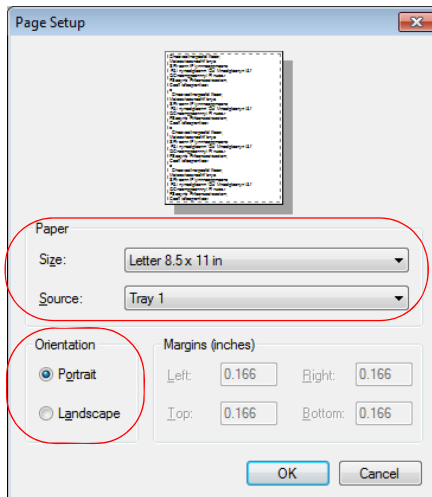 Page Setup
Paper
Size: Letter 8.5 x 11 in
Source: Tray 1
Orientation
Portrait
Landscape
Margins (inches)
Left: 0.166 Right: 0.166
Top: 0.166 Bottom: 0.166
OK Cancel